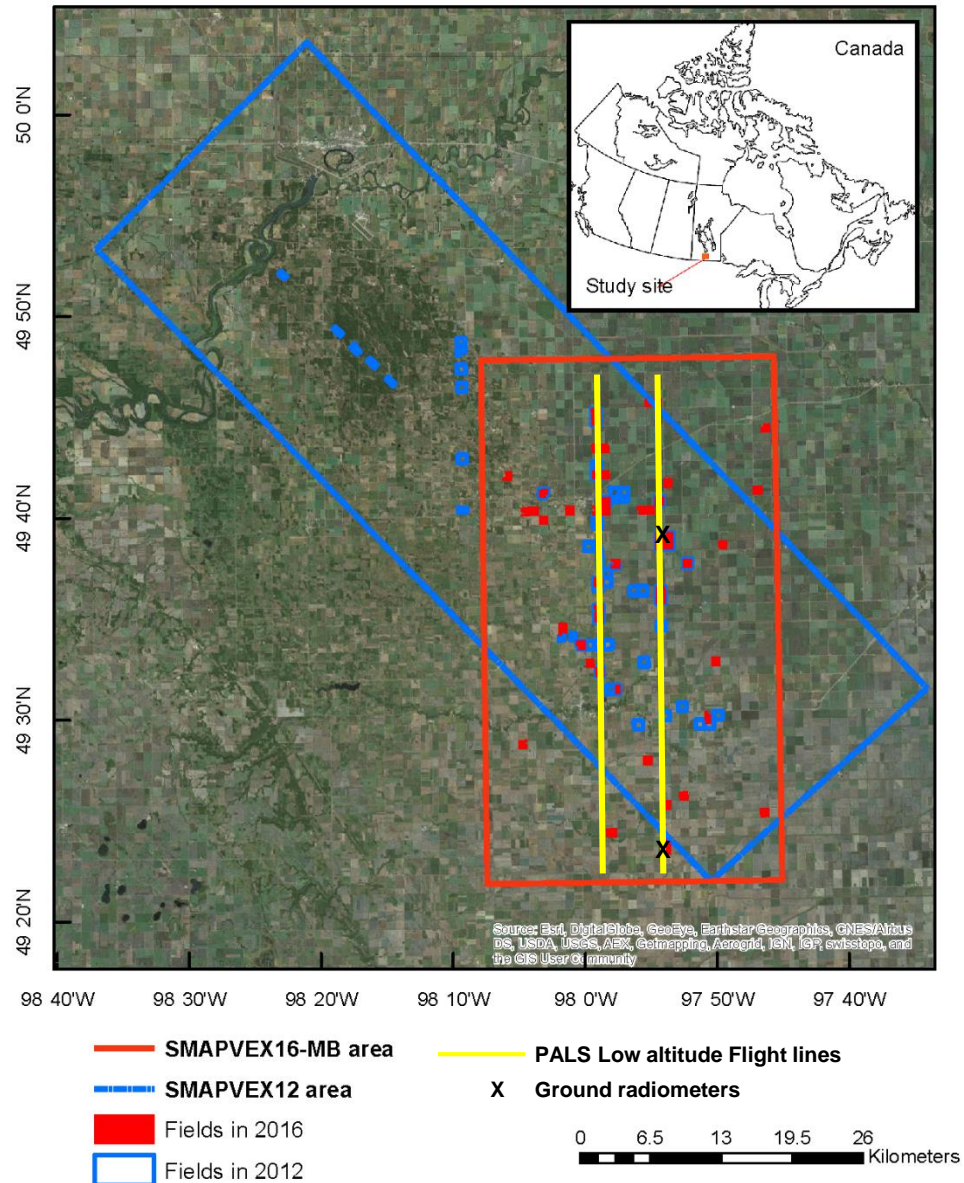 Canada
Study site
50 0'N
49 50'N
49 40'N
49 30'N
49 20'N
X
X
Source: Esri, DigitalGlobe, GeoEye, Earthstar Geographics, CNES/Airbus
DS, USDA, USGS, AEX, Getmapping, Aerogrid, IGN, IGP, swisstopo, and
the GIS User Community
98 40'W 98 30'W 98 20'W 98 10'W 98 0'W 97 50'W 97 40'W
SMAPVEX16-MB area
SMAPVEX12 area
Fields in 2016
Fields in 2012
PALS Low altitude Flight lines
X Ground radiometers
0 6.5 13 19.5 26
Kilometers